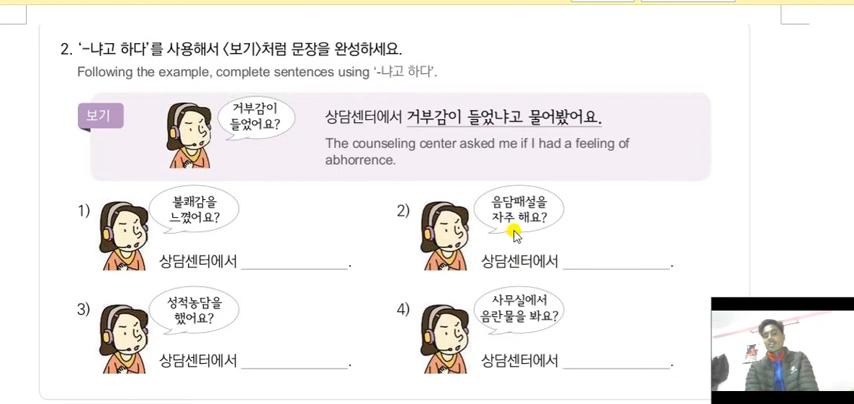 2. ‘-냐고 하다’를 사용해서 〈보기〉처럼 문장을 완성하세요.
Following the example, complete sentences using ‘-냐고 하다’.
보기
거부감이
들었어요?
상담센터에서 거부감이 들었냐고 물어봤어요.
The counseling center asked me if I had a feeling of
abhorrence.
1)
불쾌감을
느꼈어요?
상담센터에서 ______________.
2)
음담패설을
자주 해요?
상담센터에서 ______________.
3)
성적농담을
했어요?
상담센터에서 ______________.
4)
사무실에서
음란물을 봐요?
상담센터에서 ______________.